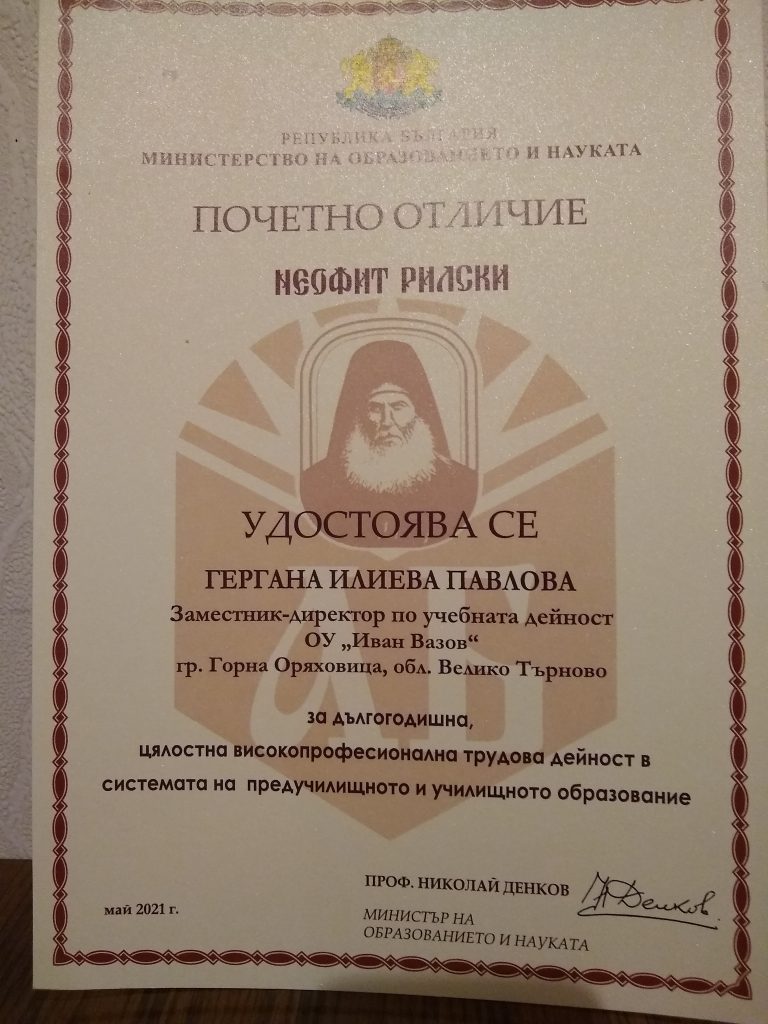 РЕПУБЛИКА БЪЛГАРИЯ
МИНИСТЕРСТВО НА ОБРАЗОВАНИЕТО И НАУКАТА
ПОЧЕТНО ОТЛИЧИЕ
НЕОФИТ РИЛСКИ
УДОСТОЯВА СЕ
ГЕРГАНА ИЛИЕВА ПАВЛОВА
Заместник-директор по учебната дейност
ОУ „Иван Вазов“
гр. Горна Оряховица, обл. Велико Търново
за дългогодишна,
цялостна високопрофесионална трудова дейност в
системата на предучилищното и училищното образование
ПРОФ. НИКОЛАЙ ДЕНКОВ Н Денков
май 2021 г.
МИНИСТЪР НА
ОБРАЗОВАНИЕТО И НАУКАТА
АБ